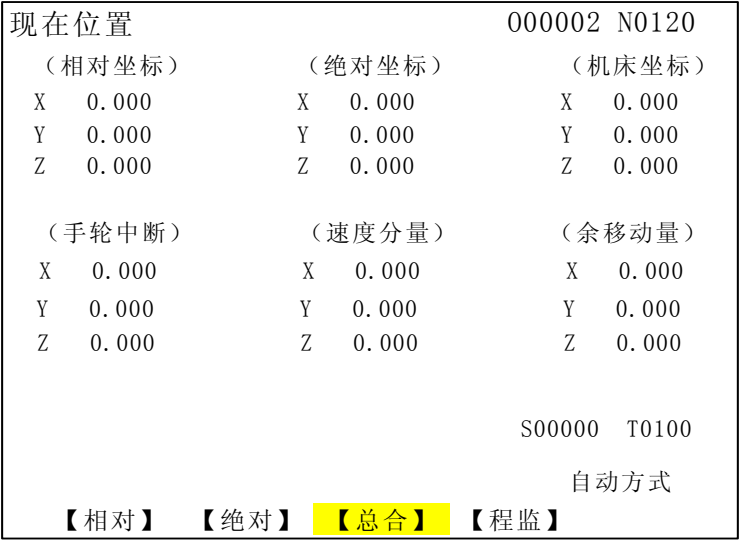 现在位置 O00002 N0120
（相对坐标） （绝对坐标） （机床坐标）
X 0.000 X 0.000 X 0.000
Y 0.000 Y 0.000 Y 0.000
Z 0.000 Z 0.000 Z 0.000
（手轮中断） （速度分量） （余移动量）
X 0.000 X 0.000 X 0.000
Y 0.000 Y 0.000 Y 0.000
Z 0.000 Z 0.000 Z 0.000
S00000 T0100
自动方式
【相对】 【绝对】 【总合】 【程监】